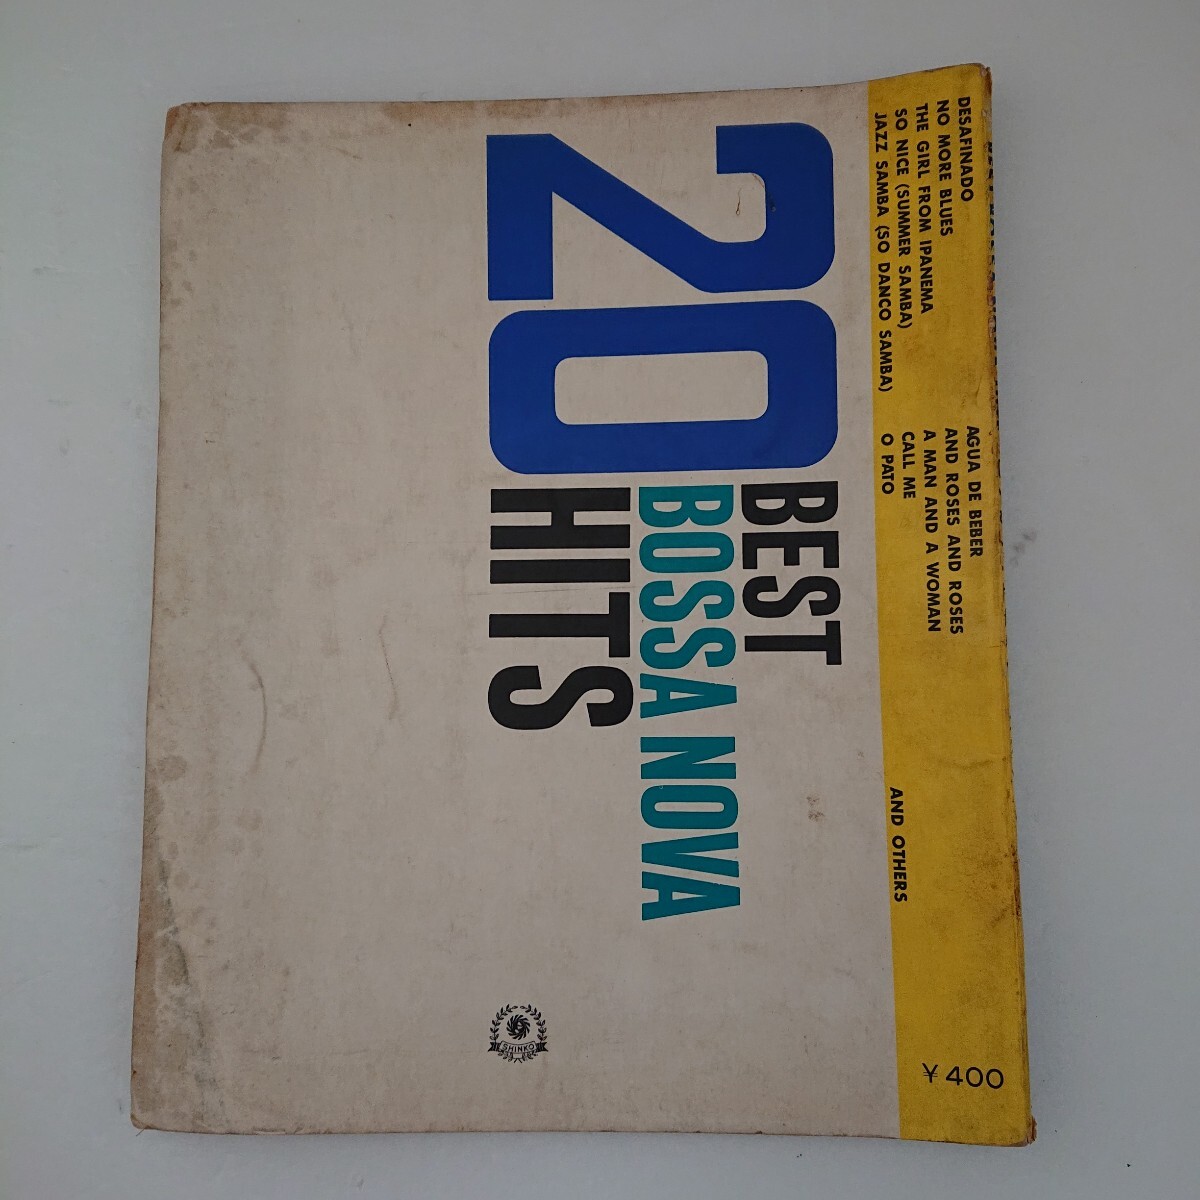 DESAFINADO
NO MORE BLUES
THE GIRL FROM IPANEMA
SO NICE (SUMMER SAMBA)
JAZZ SAMBA (SO DANCO SAMBA)
AGUA DE BEBER
AND ROSES AND ROSES
A MAN AND A WOMAN
CALL ME
O PATO
AND OTHERS
¥400
20
BEST
BOSSA NOVA
HITS
SHINKO